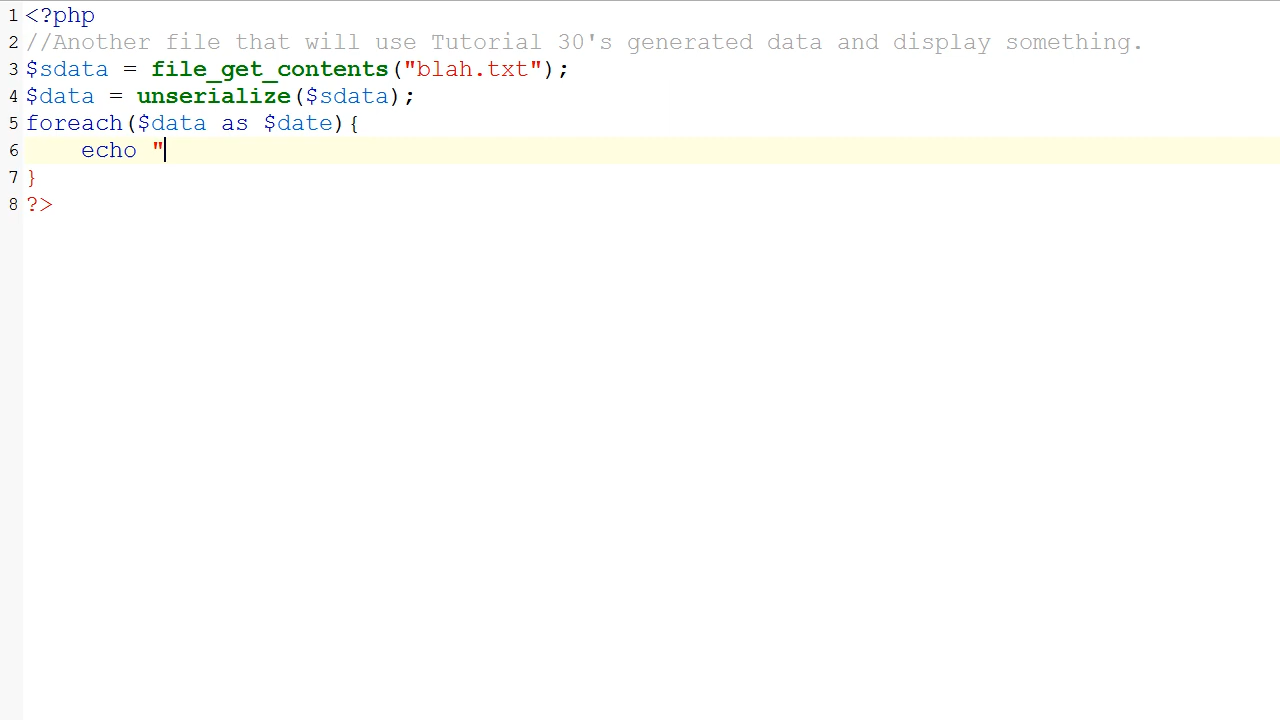 1 <?php
2 //Another file that will use Tutorial 30's generated data and display something.
3 $sdata = file_get_contents("blah.txt");
4 $data = unserialize($sdata);
5 foreach($data as $date){
6     echo "
7 }
8 ?>